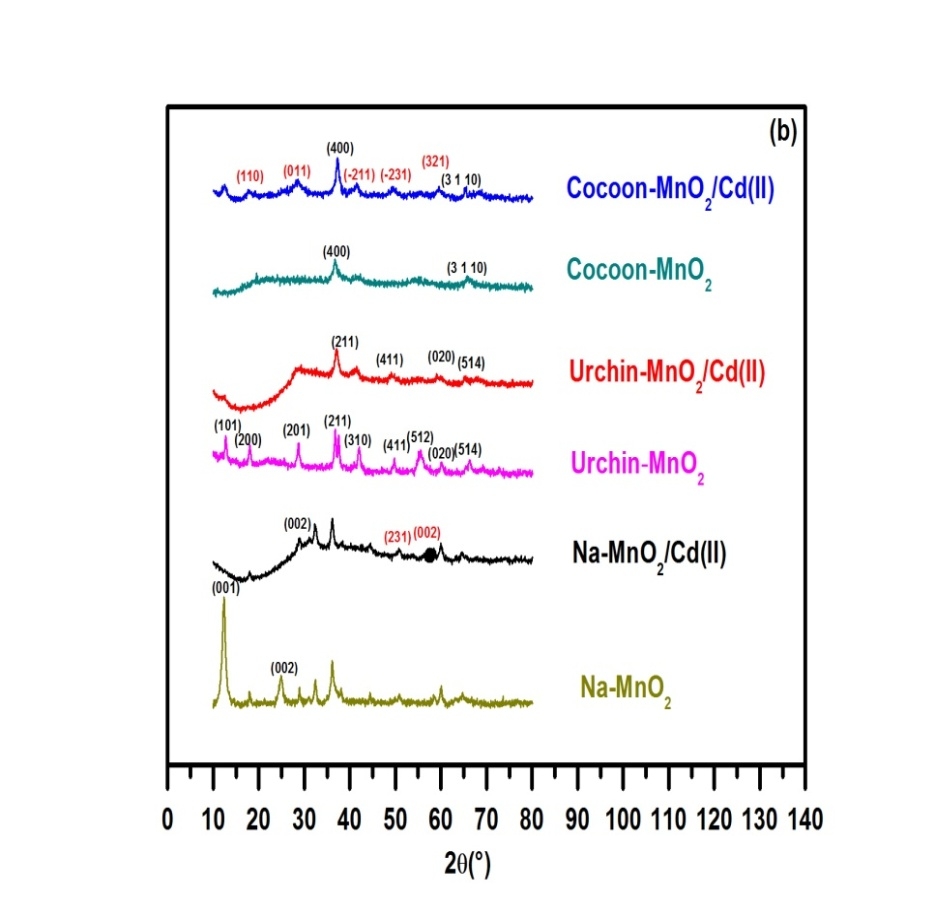 (b)
(400)
(110) (011) (-211) (-231) (321) (3 1 10)
Cocoon-MnO₂/Cd(II)
(400) (3 1 10)
Cocoon-MnO₂
(211) (411) (020) (514)
Urchin-MnO₂/Cd(II)
(101) (200) (201) (211) (310) (411) (512) (020) (514)
Urchin-MnO₂
(002) (231) (002)
Na-MnO₂/Cd(II)
(001)
(002)
Na-MnO₂
0 10 20 30 40 50 60 70 80 90 100 110 120 130 140
2θ(°)